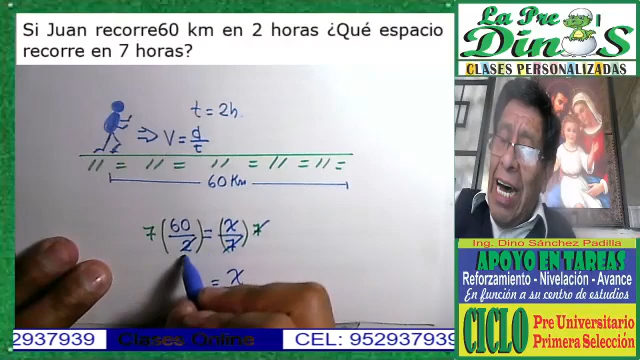 Si Juan recorre60 km en 2 horas ¿Qué espacio
recorre en 7 horas?
t = 2h.
⇒ V = d/t
60 Km
7 (60/2) = (x/7) 7
= x
La Pre
DinoS
CLASES PERSONALIZADAS
Ing. Dino Sánchez Padilla
APOYO EN TAREAS
Reforzamiento - Nivelación - Avance
En función a su centro de estudios
CICLO Pre Universitario
Primera Selección
2937939 Clases Online CEL: 952937939